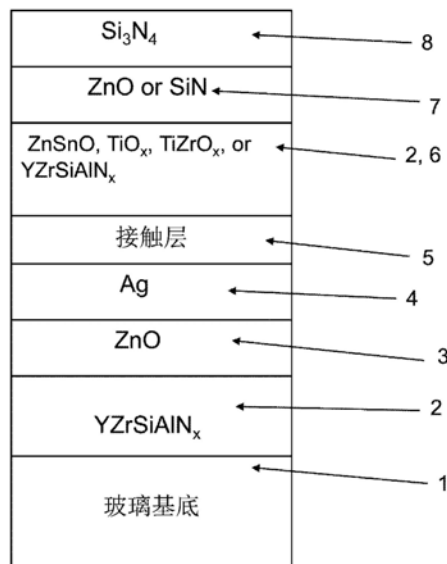 Si₃N₄
8
ZnO or SiN
7
ZnSnO, TiOₓ, TiZrOₓ, or
YZrSiAlNₓ
2, 6
接触层
5
Ag
4
ZnO
3
YZrSiAlNₓ
2
玻璃基底
1